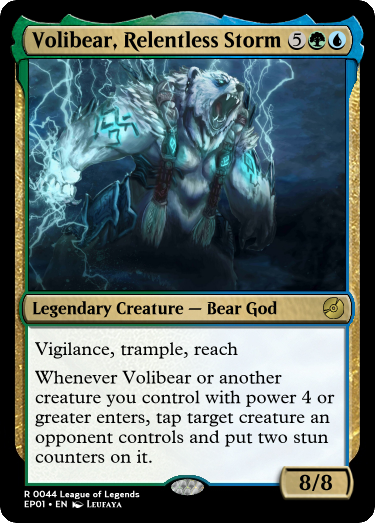 Volibear, Relentless Storm 5
Legendary Creature — Bear God
Vigilance, trample, reach
Whenever Volibear or another
creature you control with power 4 or
greater enters, tap target creature an
opponent controls and put two stun
counters on it.
8/8
R 0044 League of Legends
EP01 • EN Leufaya